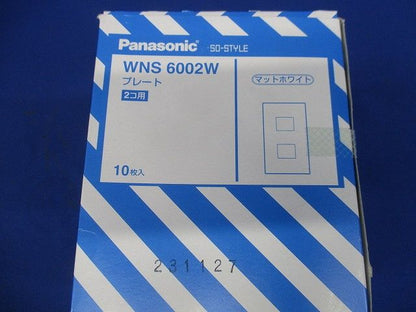 Panasonic SO-STYLE
WNS 6002W
プレート
マットホワイト
2コ用
10枚入
231127